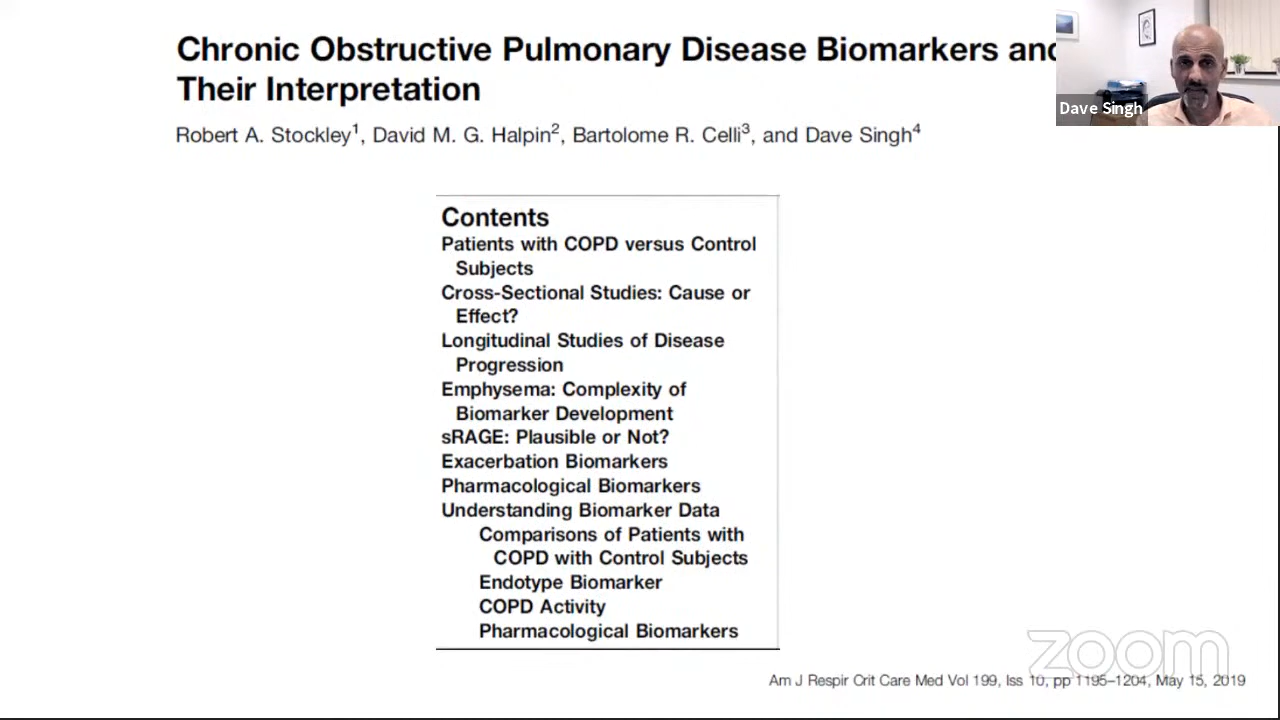 Chronic Obstructive Pulmonary Disease Biomarkers and
Their Interpretation
Robert A. Stockley1, David M. G. Halpin2, Bartolome R. Celli3, and Dave Singh4
Dave Singh
Contents
Patients with COPD versus Control
Subjects
Cross-Sectional Studies: Cause or
Effect?
Longitudinal Studies of Disease
Progression
Emphysema: Complexity of
Biomarker Development
sRAGE: Plausible or Not?
Exacerbation Biomarkers
Pharmacological Biomarkers
Understanding Biomarker Data
Comparisons of Patients with
COPD with Control Subjects
Endotype Biomarker
COPD Activity
Pharmacological Biomarkers
zoom
Am J Respir Crit Care Med Vol 199, Iss 10, pp 1195–1204, May 15, 2019